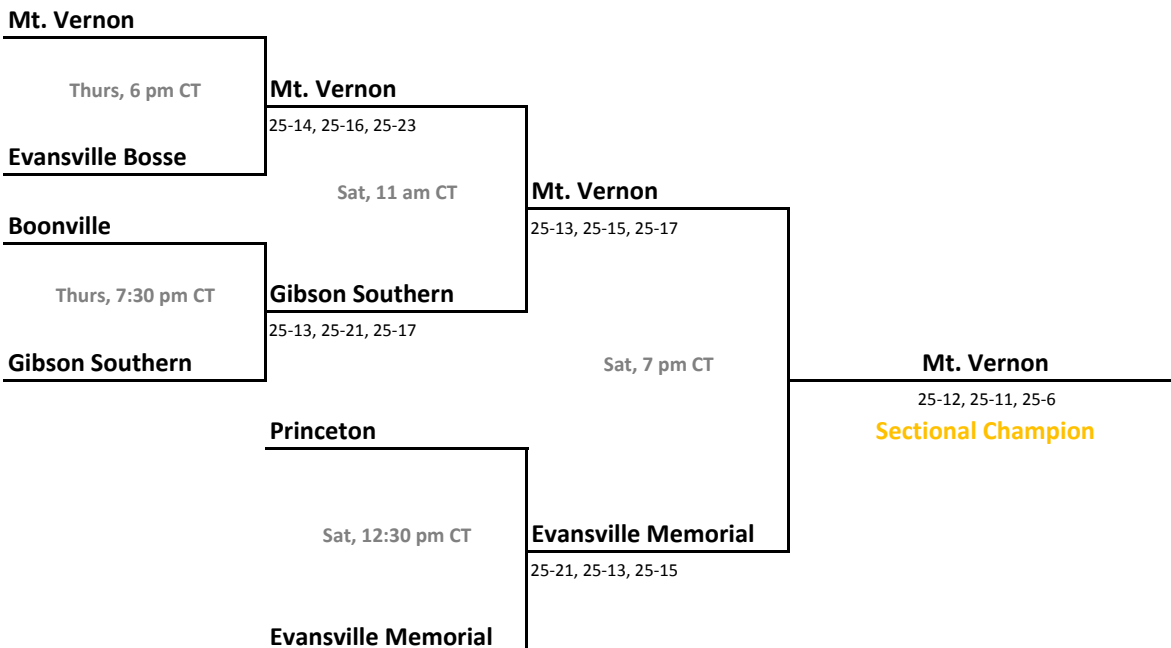 Mt. Vernon
Thurs, 6 pm CT
Mt. Vernon
25-14, 25-16, 25-23
Evansville Bosse
Sat, 11 am CT
Mt. Vernon
25-13, 25-15, 25-17
Boonville
Thurs, 7:30 pm CT
Gibson Southern
25-13, 25-21, 25-17
Gibson Southern
Sat, 7 pm CT
Mt. Vernon
25-12, 25-11, 25-6
Sectional Champion
Princeton
Sat, 12:30 pm CT
Evansville Memorial
25-21, 25-13, 25-15
Evansville Memorial